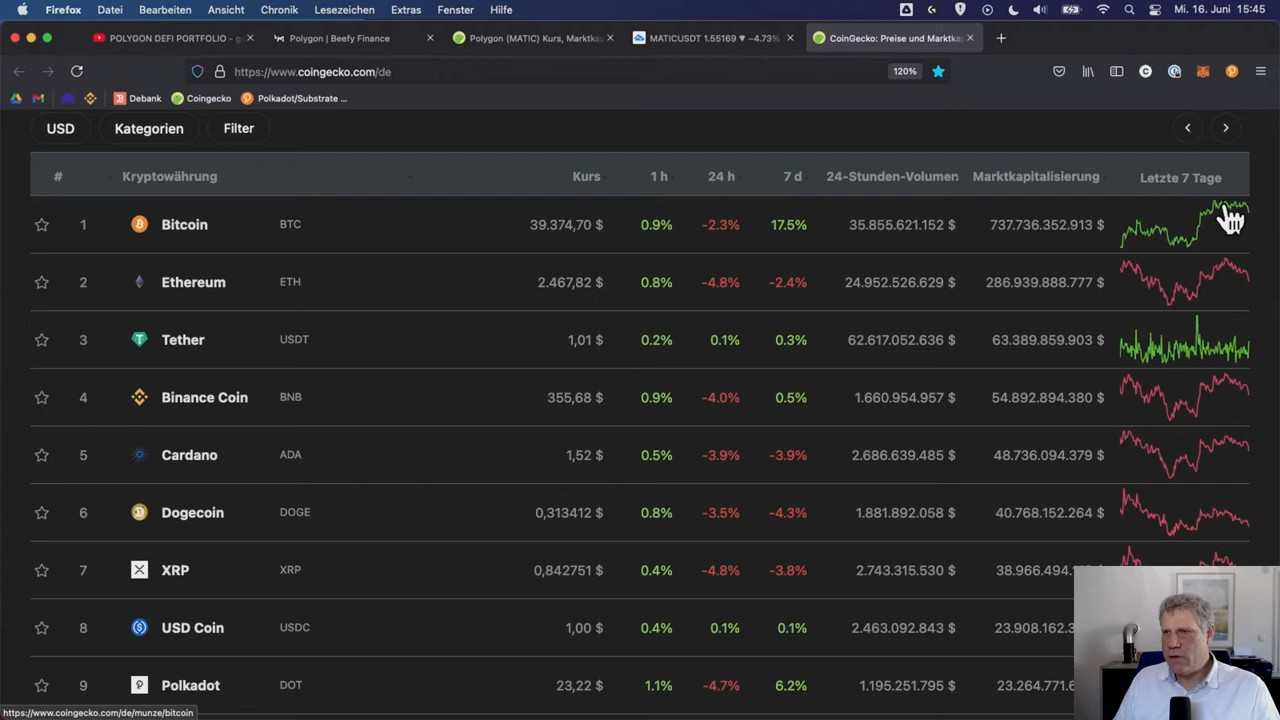 Firefox Datei Bearbeiten Ansicht Chronik Lesezeichen Extras Fenster Hilfe Mi. 16. Juni 15:45
POLYGON DEFI PORTFOLIO - Polygon | Beefy Finance Polygon (MATIC) Kurs, Marktka MATICUSDT 1.55169 ▼ −4.73% CoinGecko: Preise und Marktka
https://www.coingecko.com/de 120%
Debank Coingecko Polkadot/Substrate ...
USD Kategorien Filter
# Kryptowährung Kurs 1 h 24 h 7 d 24-Stunden-Volumen Marktkapitalisierung Letzte 7 Tage
1 Bitcoin BTC 39.374,70 $ 0.9% -2.3% 17.5% 35.855.621.152 $ 737.736.352.913 $
2 Ethereum ETH 2.467,82 $ 0.8% -4.8% -2.4% 24.952.526.629 $ 286.939.888.777 $
3 Tether USDT 1,01 $ 0.2% 0.1% 0.3% 62.617.052.636 $ 63.389.859.903 $
4 Binance Coin BNB 355,68 $ 0.9% -4.0% 0.5% 1.660.954.957 $ 54.892.894.380 $
5 Cardano ADA 1,52 $ 0.5% -3.9% -3.9% 2.686.639.485 $ 48.736.094.379 $
6 Dogecoin DOGE 0,313412 $ 0.8% -3.5% -4.3% 1.881.892.058 $ 40.768.152.264 $
7 XRP XRP 0,842751 $ 0.4% -4.8% -3.8% 2.743.315.530 $ 38.966.494.
8 USD Coin USDC 1,00 $ 0.4% 0.1% 0.1% 2.463.092.843 $ 23.908.162.3
9 Polkadot DOT 23,22 $ 1.1% -4.7% 6.2% 1.195.251.795 $ 23.264.771.6
https://www.coingecko.com/de/munze/bitcoin